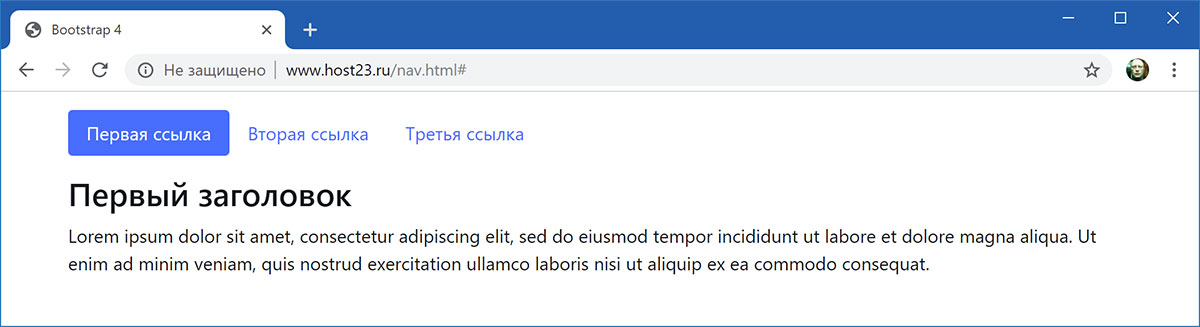 Bootstrap 4
Не защищено www.host23.ru/nav.html#
Первая ссылка Вторая ссылка Третья ссылка
Первый заголовок
Lorem ipsum dolor sit amet, consectetur adipiscing elit, sed do eiusmod tempor incididunt ut labore et dolore magna aliqua. Ut
enim ad minim veniam, quis nostrud exercitation ullamco laboris nisi ut aliquip ex ea commodo consequat.